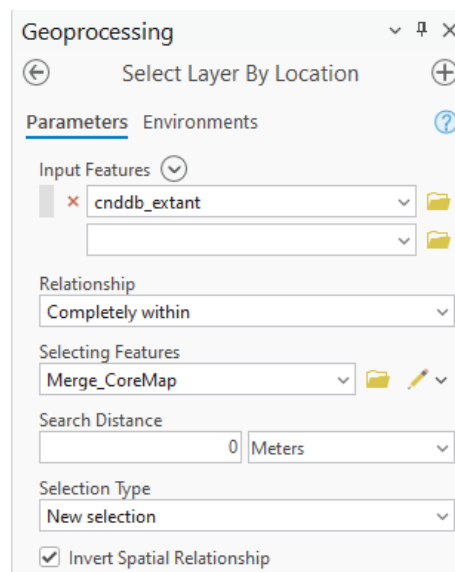 Geoprocessing
Select Layer By Location
Parameters Environments
Input Features
cnddb_extant
Relationship
Completely within
Selecting Features
Merge_CoreMap
Search Distance
0 Meters
Selection Type
New selection
Invert Spatial Relationship